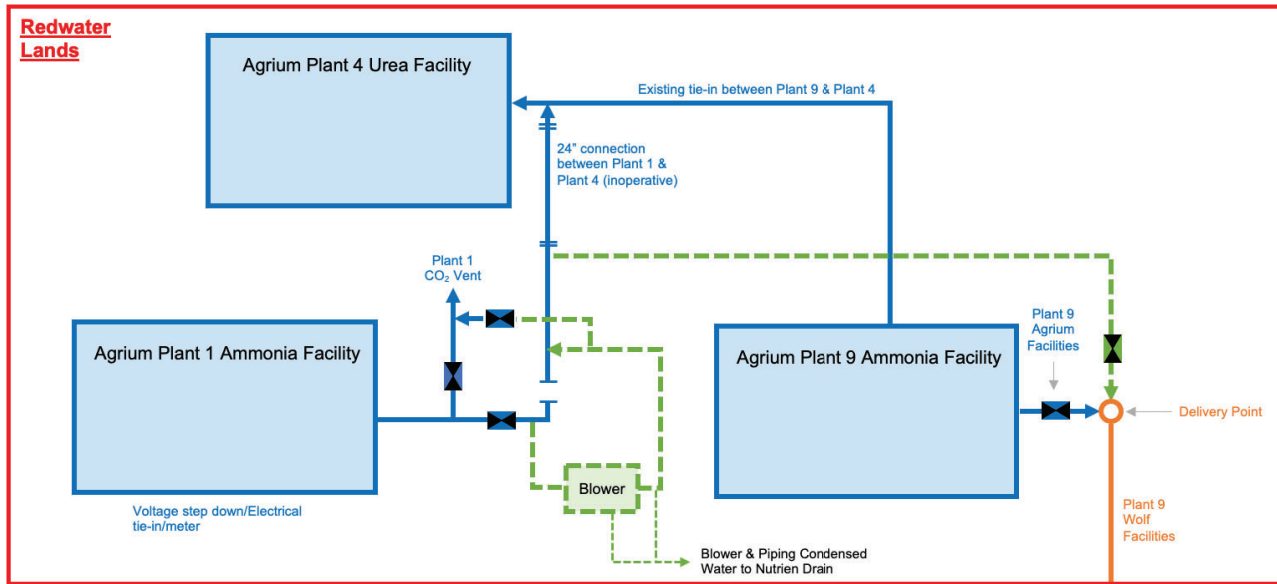 Redwater
Lands
Agrium Plant 4 Urea Facility
Existing tie-in between Plant 9 & Plant 4
24” connection
between Plant 1 &
Plant 4 (inoperative)
Plant 1
CO₂ Vent
Agrium Plant 1 Ammonia Facility
Agrium Plant 9 Ammonia Facility
Plant 9
Agrium
Facilities
Delivery Point
Blower
Voltage step down/Electrical
tie-in/meter
Plant 9
Wolf
Facilities
Blower & Piping Condensed
Water to Nutrien Drain